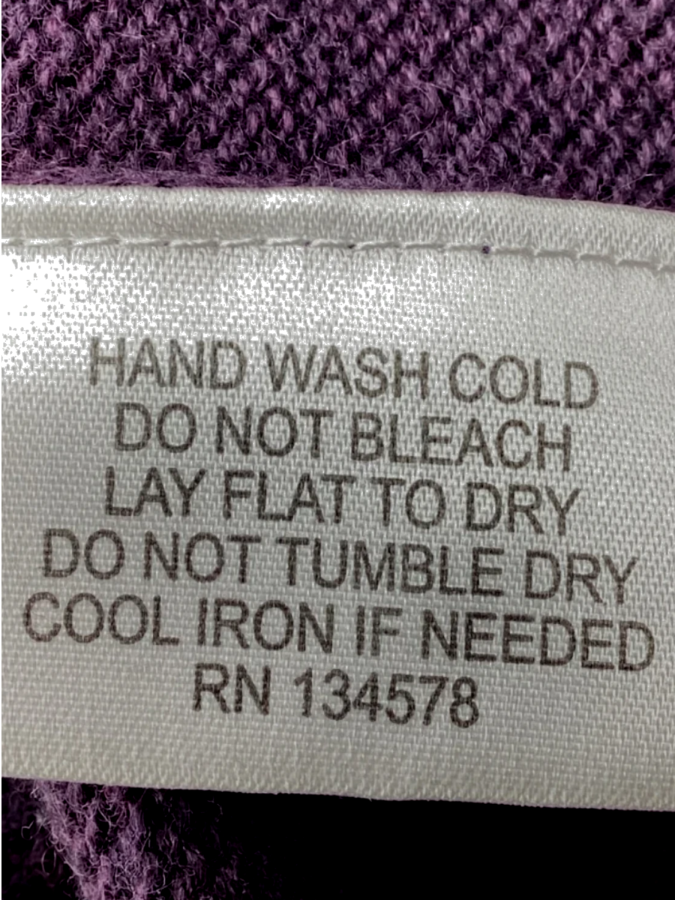 HAND WASH COLD
DO NOT BLEACH
LAY FLAT TO DRY
DO NOT TUMBLE DRY
COOL IRON IF NEEDED
RN 134578